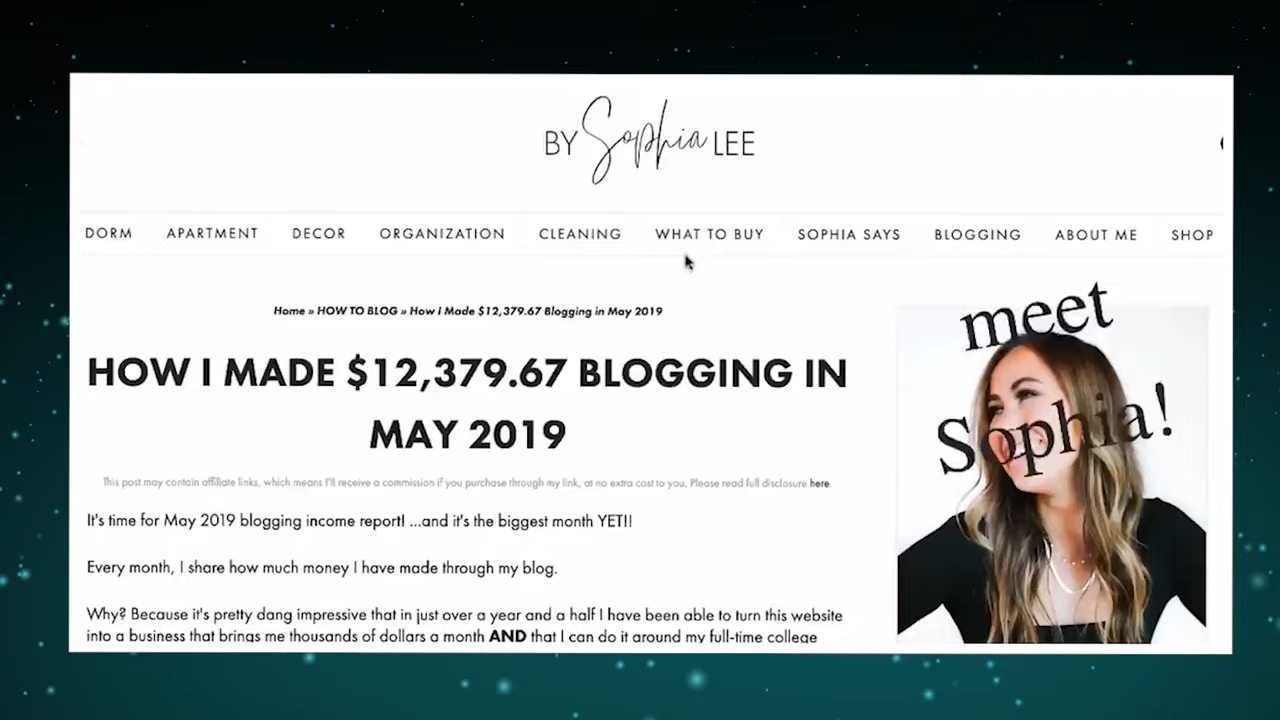 BY Sophia LEE
DORM APARTMENT DECOR ORGANIZATION CLEANING WHAT TO BUY SOPHIA SAYS BLOGGING ABOUT ME SHOP
Home » HOW TO BLOG » How I Made $12,379.67 Blogging in May 2019
HOW I MADE $12,379.67 BLOGGING IN
MAY 2019
This post may contain affiliate links, which means I'll receive a commission if you purchase through my link, at no extra cost to you. Please read full disclosure here.
It's time for May 2019 blogging income report! ...and it's the biggest month YET!!
Every month, I share how much money I have made through my blog.
Why? Because it's pretty dang impressive that in just over a year and a half I have been able to turn this website
into a business that brings me thousands of dollars a month AND that I can do it around my full-time college
meet
Sophia!